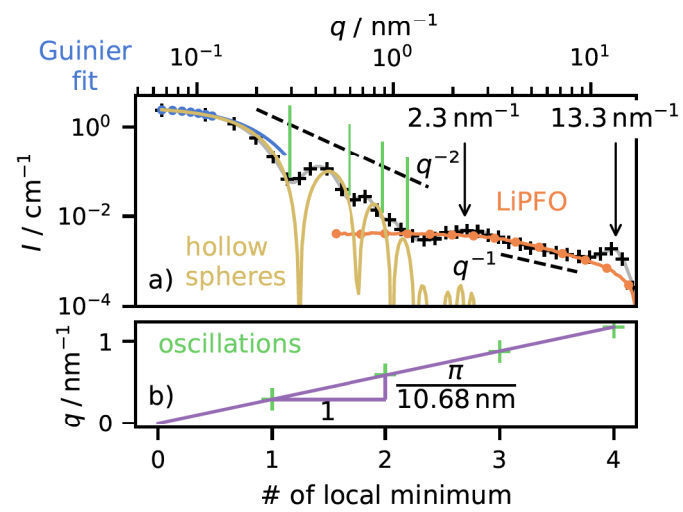 q / nm⁻¹
Guinier
fit
10⁻¹ 10⁰ 10¹
2.3 nm⁻¹ 13.3 nm⁻¹
10⁰
q⁻²
LiPFO
I / cm⁻¹
10⁻²
hollow
spheres
q⁻¹
a)
10⁻⁴
oscillations
1
q / nm⁻¹
π
10.68 nm
b)
1
0
0 1 2 3 4
# of local minimum